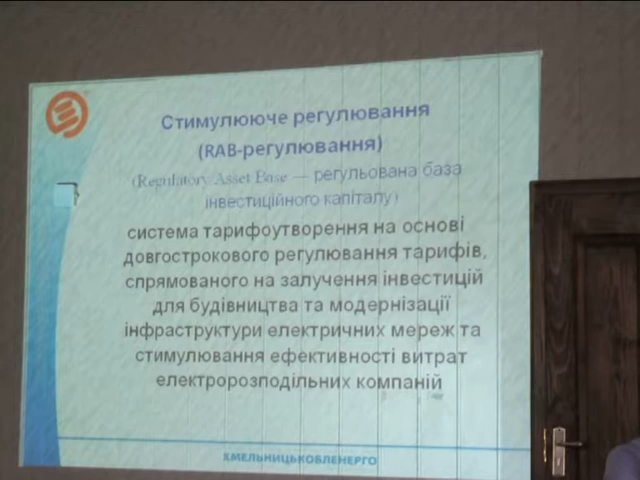 Стимулююче регулювання
(RAB-регулювання)
(Regulatory Asset Base — регульована база
інвестиційного капіталу)
система тарифоутворення на основі
довгострокового регулювання тарифів,
спрямованого на залучення інвестицій
для будівництва та модернізації
інфраструктури електричних мереж та
стимулювання ефективності витрат
електророзподільних компаній
ХМЕЛЬНИЦЬКОБЛЕНЕРГО